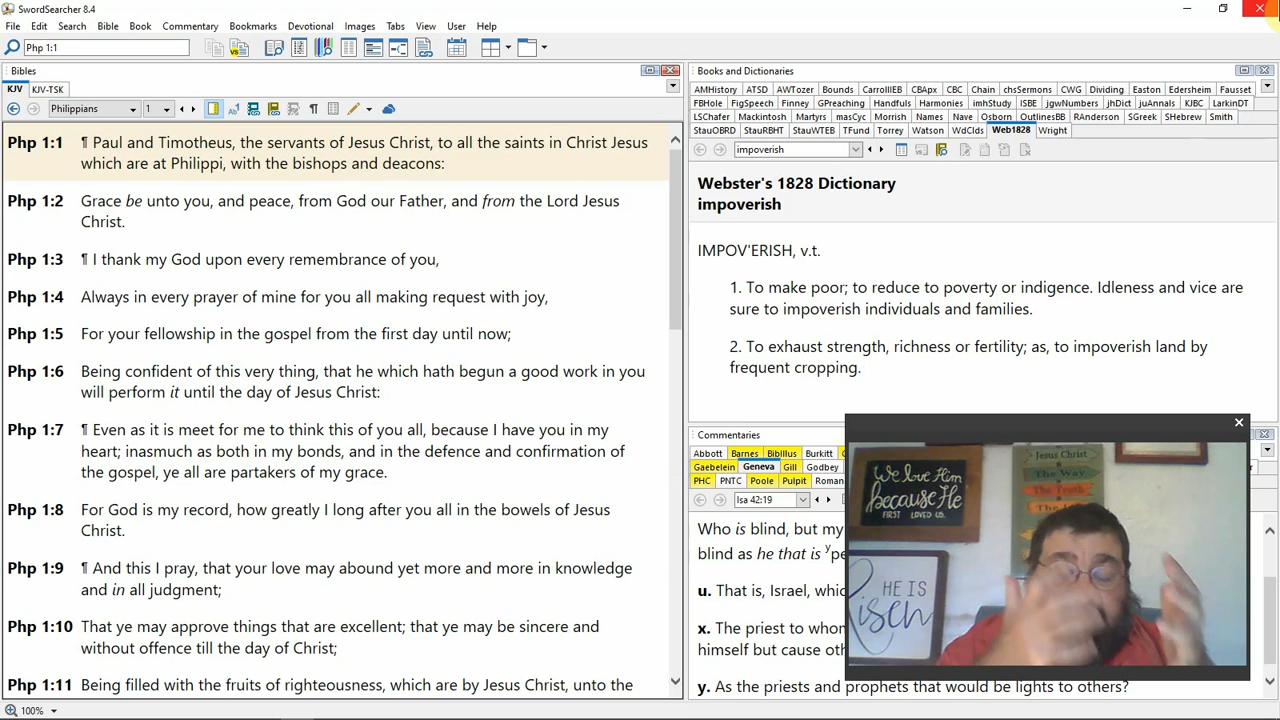 SwordSearcher 8.4
File Edit Search Bible Book Commentary Bookmarks Devotional Images Tabs View User Help
Php 1:1
Bibles
KJV KJV-TSK
Philippians 1
Php 1:1 ¶ Paul and Timotheus, the servants of Jesus Christ, to all the saints in Christ Jesus
which are at Philippi, with the bishops and deacons:
Php 1:2 Grace be unto you, and peace, from God our Father, and from the Lord Jesus
Christ.
Php 1:3 ¶ I thank my God upon every remembrance of you,
Php 1:4 Always in every prayer of mine for you all making request with joy,
Php 1:5 For your fellowship in the gospel from the first day until now;
Php 1:6 Being confident of this very thing, that he which hath begun a good work in you
will perform it until the day of Jesus Christ:
Php 1:7 ¶ Even as it is meet for me to think this of you all, because I have you in my
heart; inasmuch as both in my bonds, and in the defence and confirmation of
the gospel, ye all are partakers of my grace.
Php 1:8 For God is my record, how greatly I long after you all in the bowels of Jesus
Christ.
Php 1:9 ¶ And this I pray, that your love may abound yet more and more in knowledge
and in all judgment;
Php 1:10 That ye may approve things that are excellent; that ye may be sincere and
without offence till the day of Christ;
Php 1:11 Being filled with the fruits of righteousness, which are by Jesus Christ, unto the
100%
Books and Dictionaries
AMHistory ATSD AWTozer Bounds CarrollIEB CBApx CBC Chain chsSermons CWG Dividing Easton Edersheim Fausset
FBHole FigSpeech Finney GPreaching Handfuls Harmonies imhStudy ISBE jgwNumbers jhDict juAnnals KJBC LarkinDT
LSChafer Mackintosh Martyrs masCyc Morrish Names Nave Osborn OutlinesBB RAnderson SGreek SHebrew Smith
StauOBRD StauRBHT StauWTEB TFund Torrey Watson WdClds Web1828 Wright
impoverish
Webster's 1828 Dictionary
impoverish
IMPOV'ERISH, v.t.
1. To make poor; to reduce to poverty or indigence. Idleness and vice are
sure to impoverish individuals and families.
2. To exhaust strength, richness or fertility; as, to impoverish land by
frequent cropping.
Commentaries
Abbott Barnes BibIllus Burkitt
Gaebelein Geneva Gill Godbey
PHC PNTC Poole Pulpit Roman
Isa 42:19
Who is blind, but my
blind as he that is y
u. That is, Israel,
x. The priest to whom
himself but cause
y. As the priests and prophets that would be lights to others?
We love Him
because He
FIRST LOVED US.
Jesus Christ
The Way
The Truth
HE IS
Risen